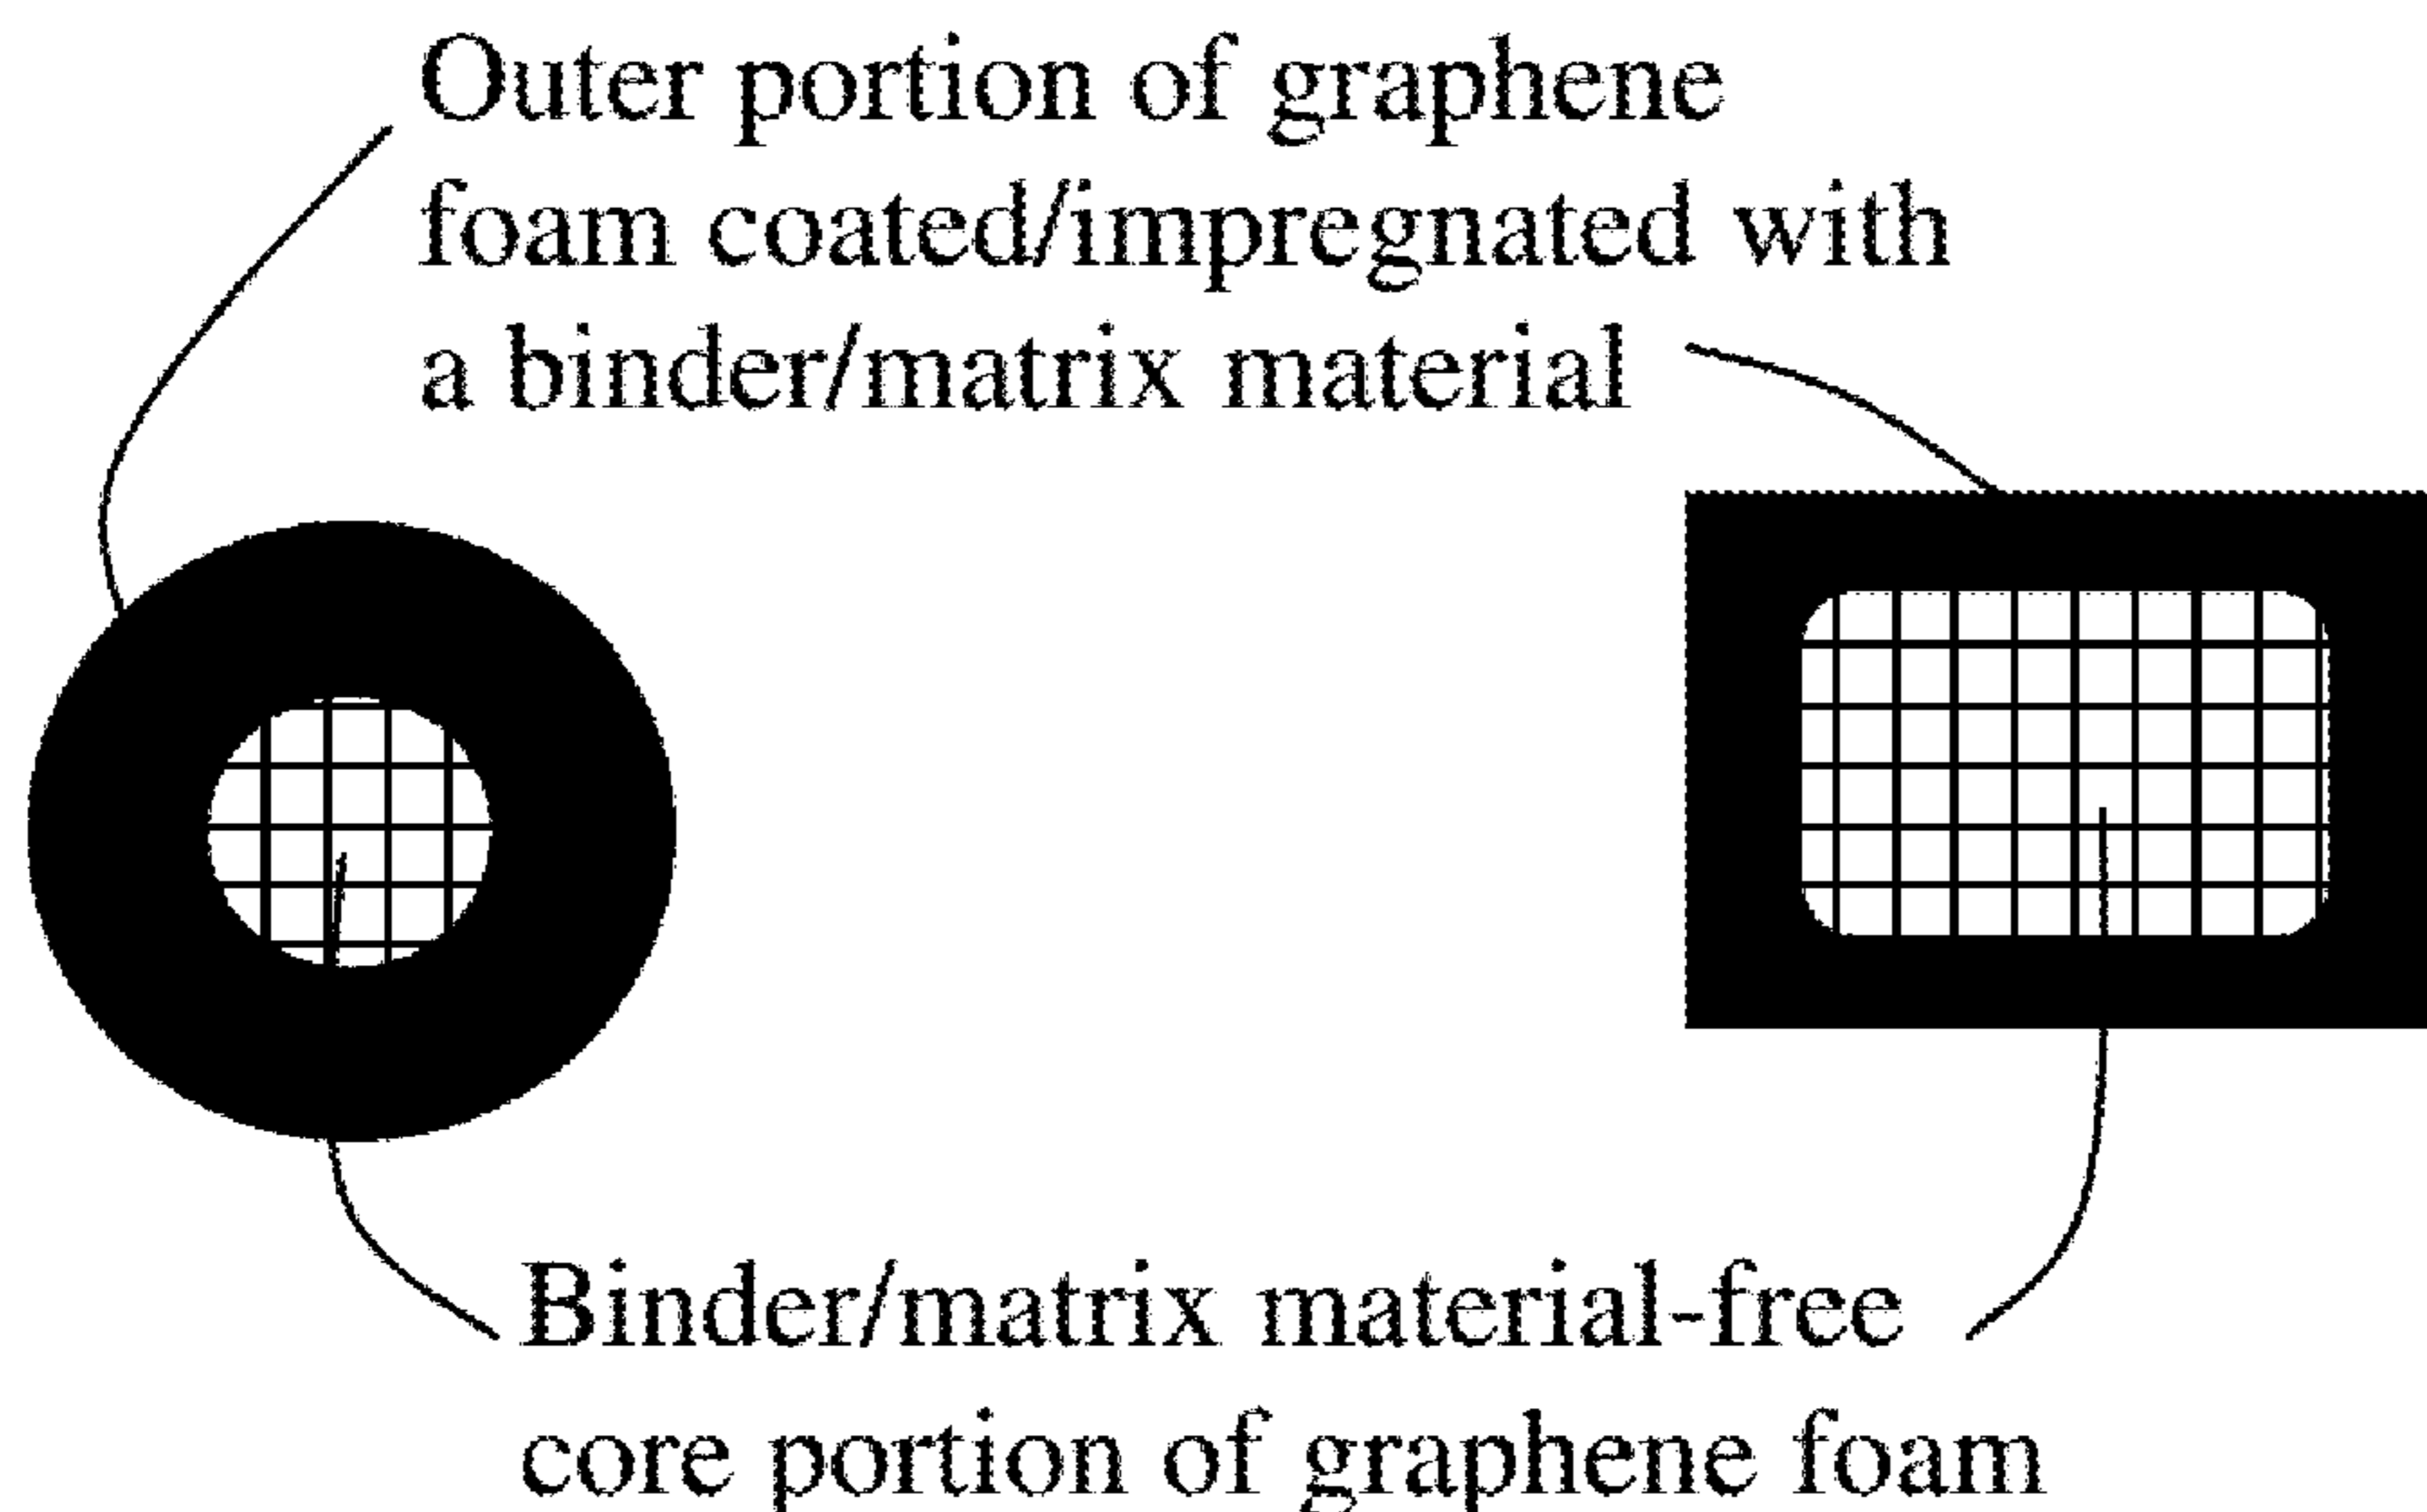 Outer portion of graphene
foam coated/impregnated with
a binder/matrix material
Binder/matrix material-free
core portion of graphene foam